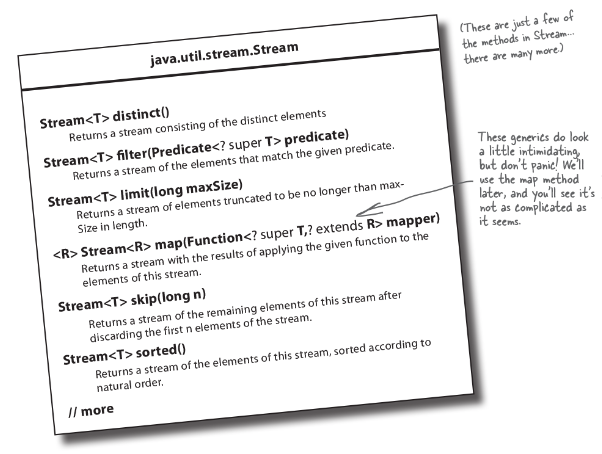 java.util.stream.Stream
Stream<T> distinct()
Returns a stream consisting of the distinct elements
Stream<T> filter(Predicate<? super T> predicate)
Returns a stream of the elements that match the given predicate.
Stream<T> limit(long maxSize)
Returns a stream of elements truncated to be no longer than max-
Size in length.
<R> Stream<R> map(Function<? super T,? extends R> mapper)
Returns a stream with the results of applying the given function to the
elements of this stream.
Stream<T> skip(long n)
Returns a stream of the remaining elements of this stream after
discarding the first n elements of the stream.
Stream<T> sorted()
Returns a stream of the elements of this stream, sorted according to
natural order.
// more
(These are just a few of
the methods in Stream...
there are many more.)
These generics do look
a little intimidating,
but don't panic! We'll
use the map method
later, and you'll see it's
not as complicated as
it seems.